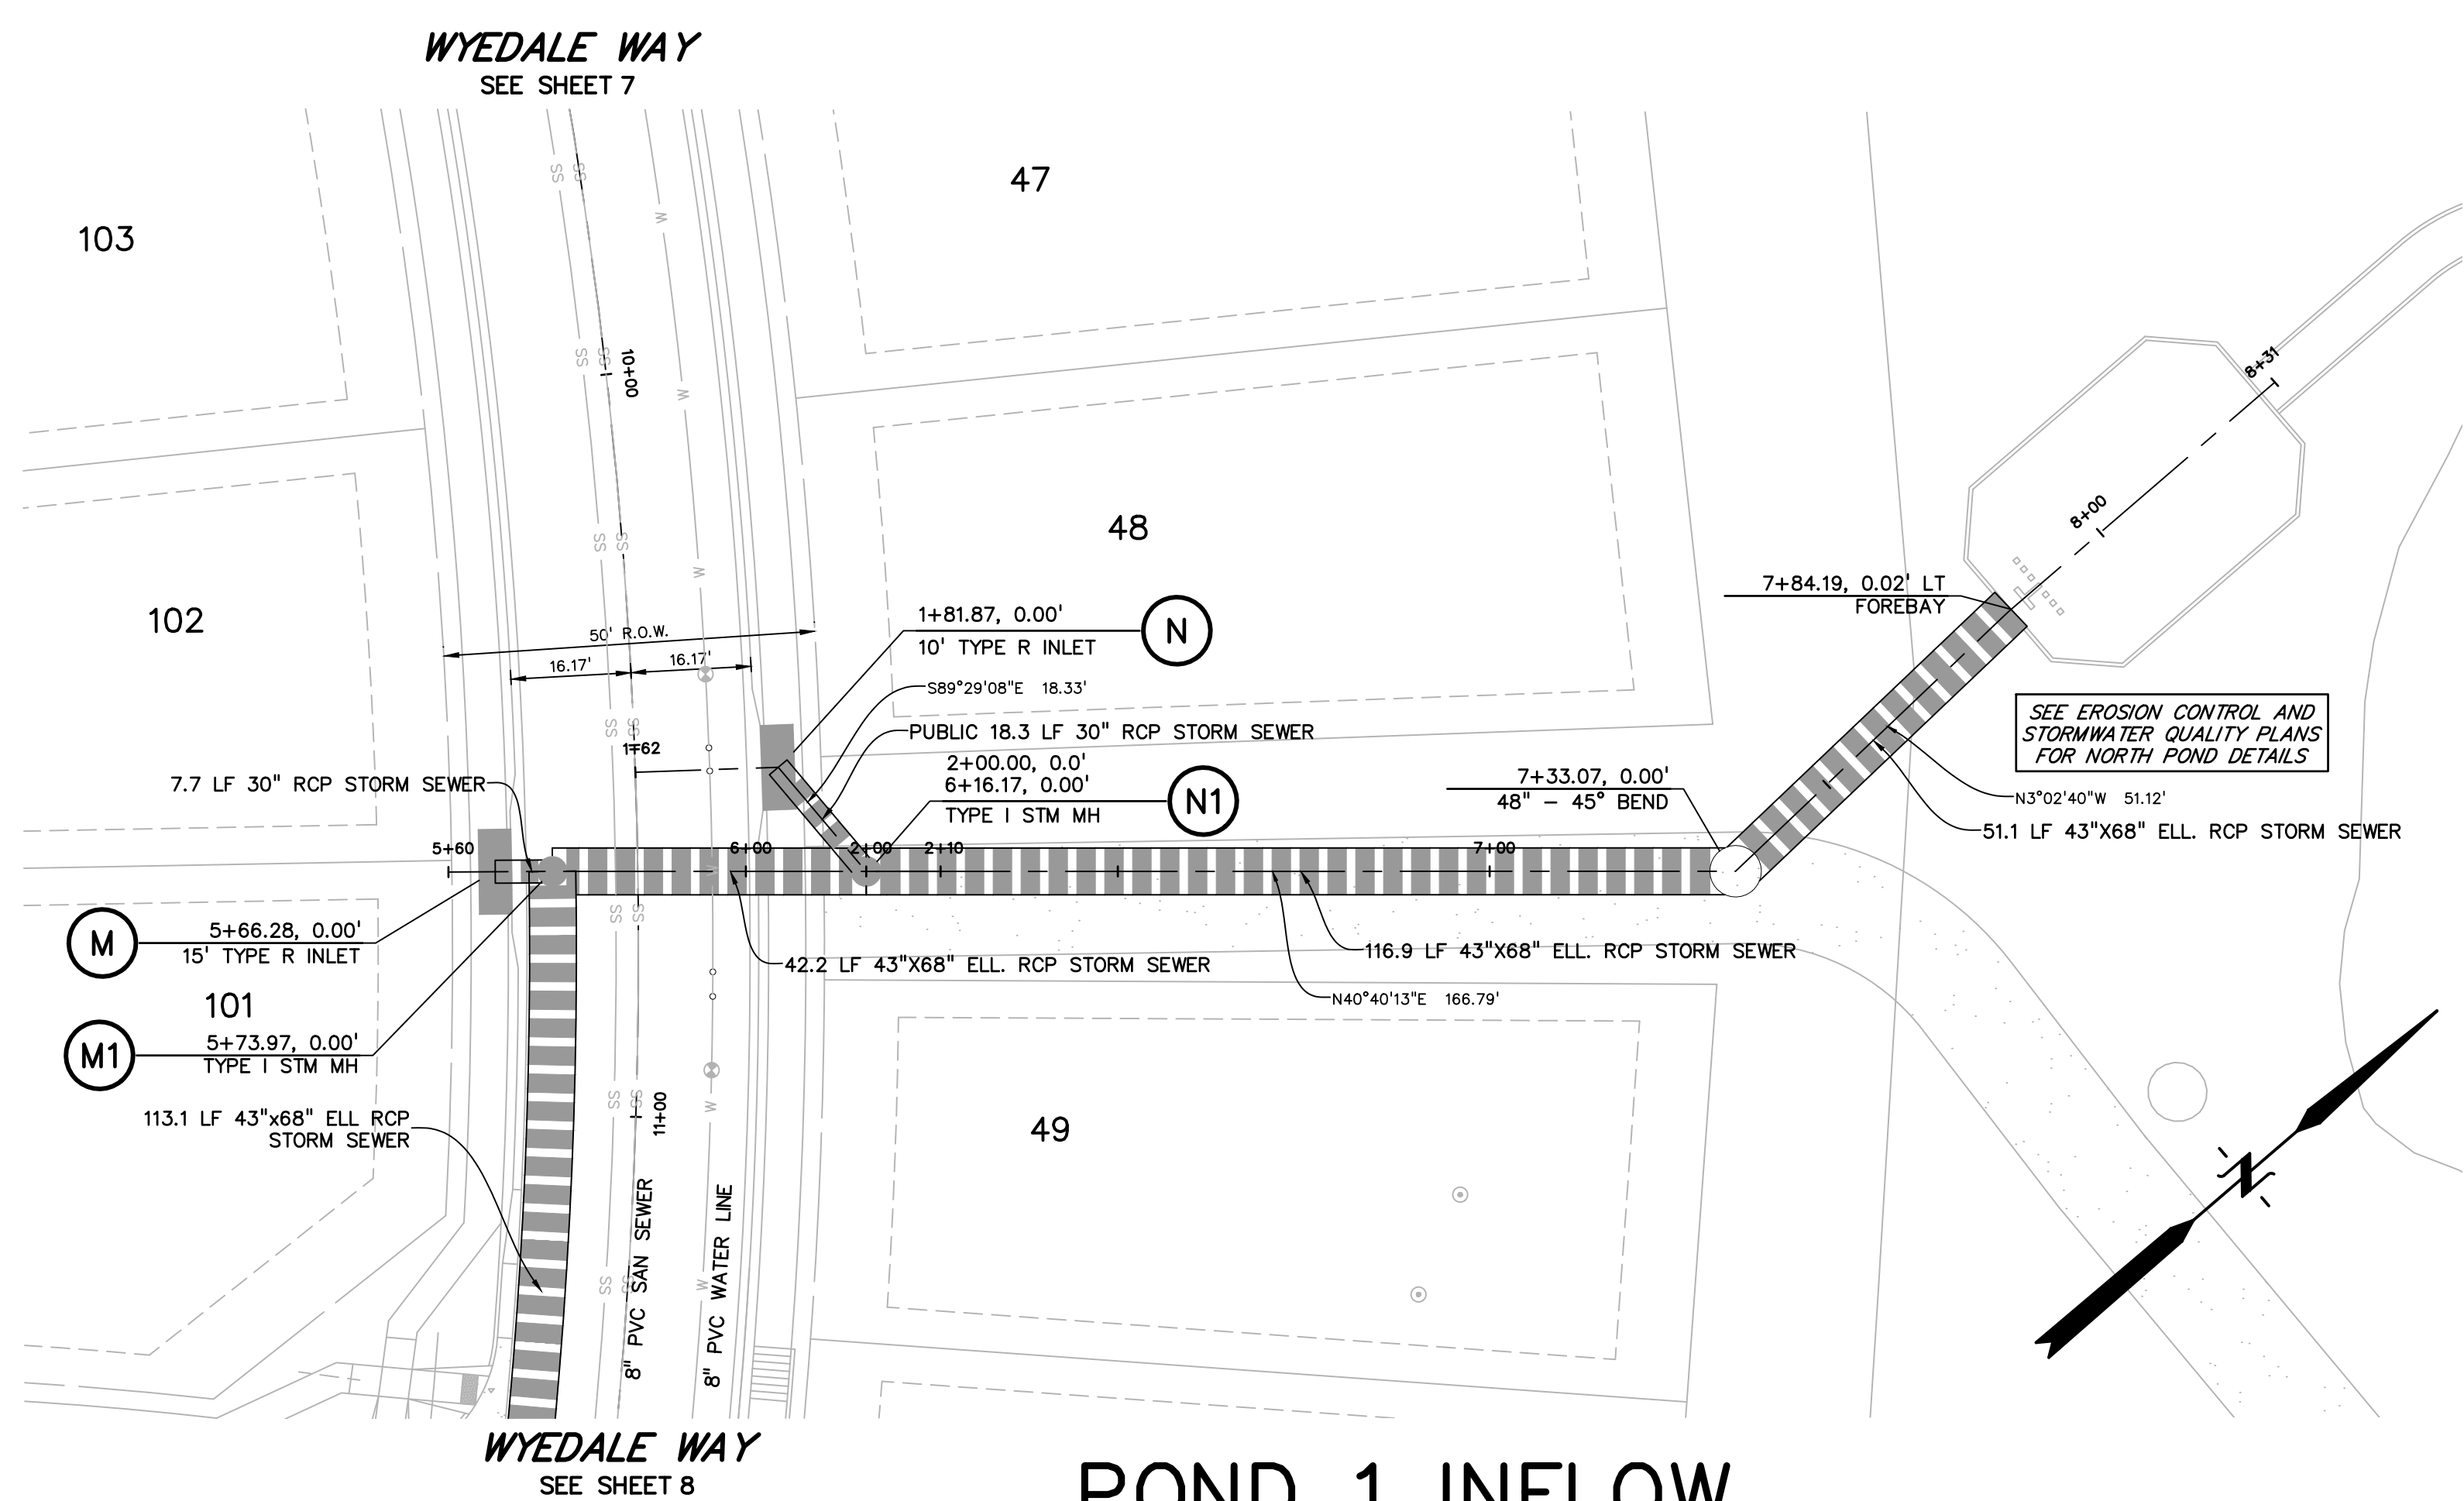 WYEDALE WAY
SEE SHEET 7
47
103
10+00
8+31
48
8+00
102
7+84.19, 0.02' LT
FOREBAY
1+81.87, 0.00'
10' TYPE R INLET
N
50' R.O.W.
16.17'
16.17'
S89°29'08"E 18.33'
PUBLIC 18.3 LF 30" RCP STORM SEWER
1+62
SEE EROSION CONTROL AND
STORMWATER QUALITY PLANS
FOR NORTH POND DETAILS
2+00.00, 0.0'
6+16.17, 0.00'
TYPE I STM MH
N1
7+33.07, 0.00'
48" – 45° BEND
7.7 LF 30" RCP STORM SEWER
N3°02'40"W 51.12'
51.1 LF 43"X68" ELL. RCP STORM SEWER
5+60
6+00
2+00
2+10
7+00
M
5+66.28, 0.00'
15' TYPE R INLET
42.2 LF 43"X68" ELL. RCP STORM SEWER
116.9 LF 43"X68" ELL. RCP STORM SEWER
N40°40'13"E 166.79'
101
M1
5+73.97, 0.00'
TYPE I STM MH
113.1 LF 43"x68" ELL RCP
STORM SEWER
11+00
49
8" PVC SAN SEWER
8" PVC WATER LINE
SS
SS
W
N
WYEDALE WAY
SEE SHEET 8
POND 1 INFLOW